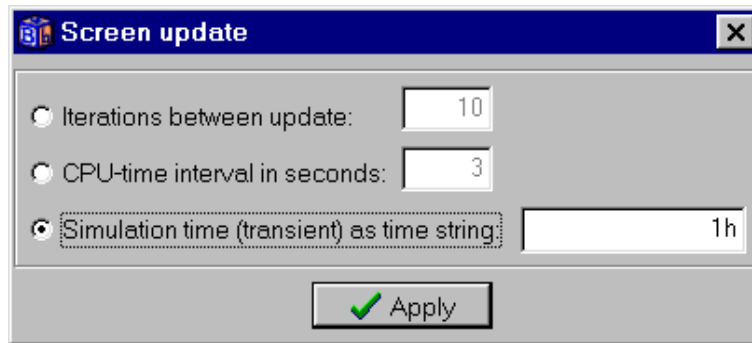 Screen update
Iterations between update: 10
CPU-time interval in seconds: 3
Simulation time (transient) as time string: 1h
Apply